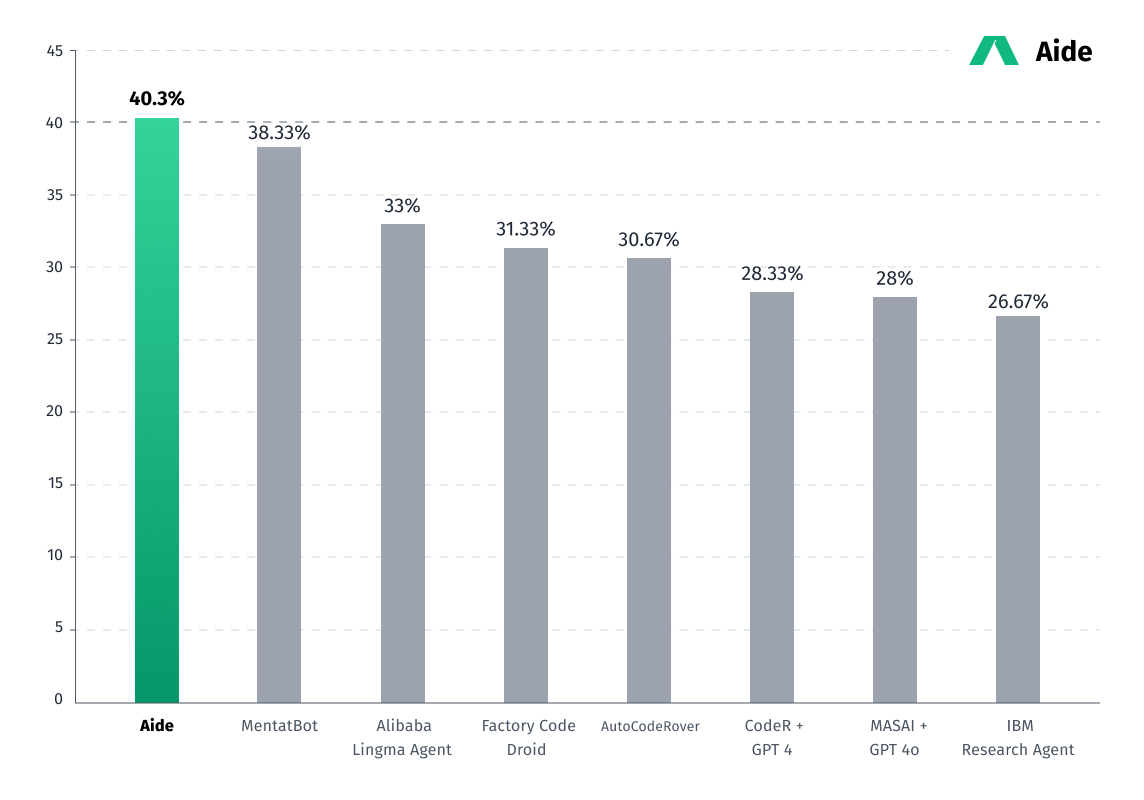 45
Aide
40.3%
40
38.33%
35
33%
31.33%
30.67%
30
28.33%
28%
26.67%
25
20
15
10
5
0
Aide
MentatBot
Alibaba
Lingma Agent
Factory Code
Droid
AutoCodeRover
CodeR +
GPT 4
MASAI +
GPT 4o
IBM
Research Agent